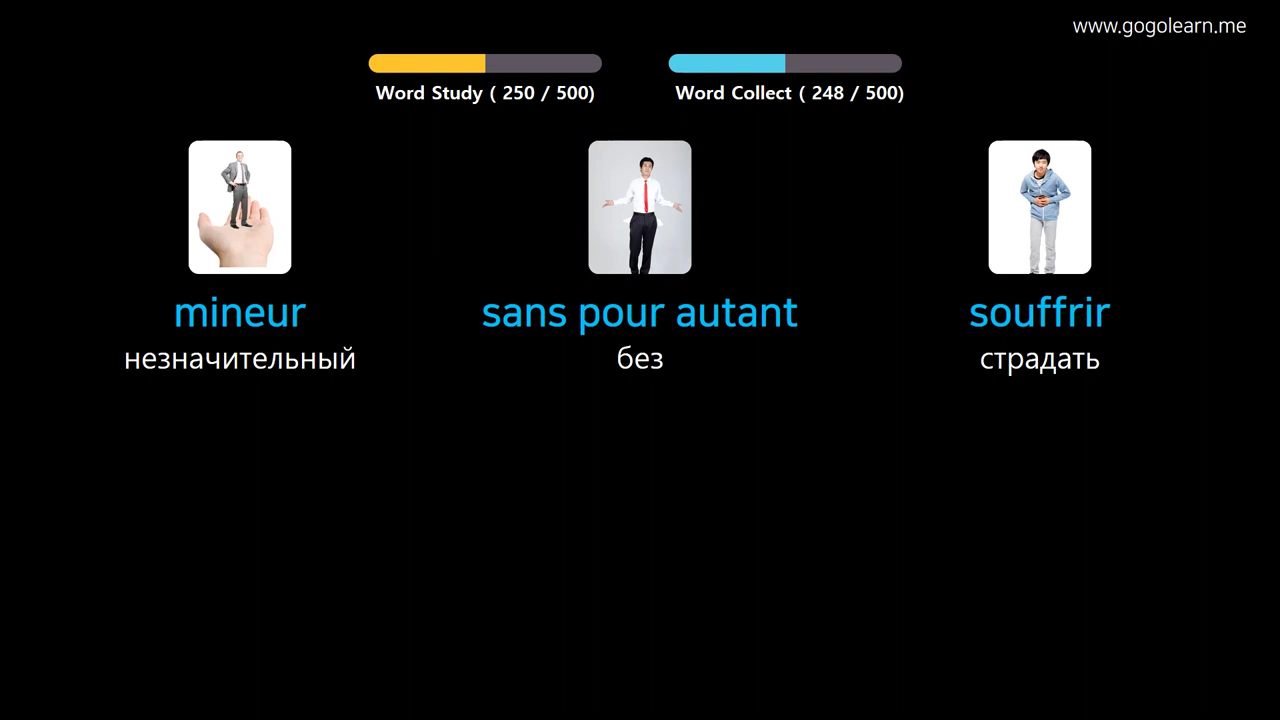 www.gogolearn.me
Word Study ( 250 / 500)
Word Collect ( 248 / 500)
mineur
незначительный
sans pour autant
без
souffrir
страдать